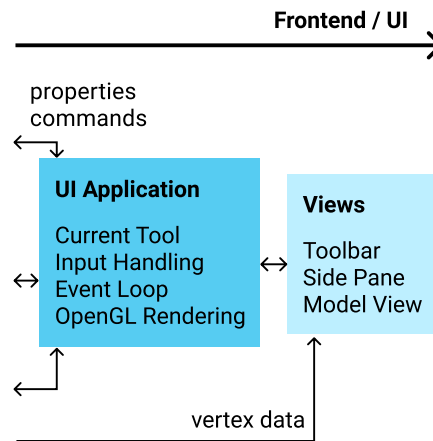 Frontend / UI
properties
commands
UI Application
Current Tool
Input Handling
Event Loop
OpenGL Rendering
Views
Toolbar
Side Pane
Model View
vertex data